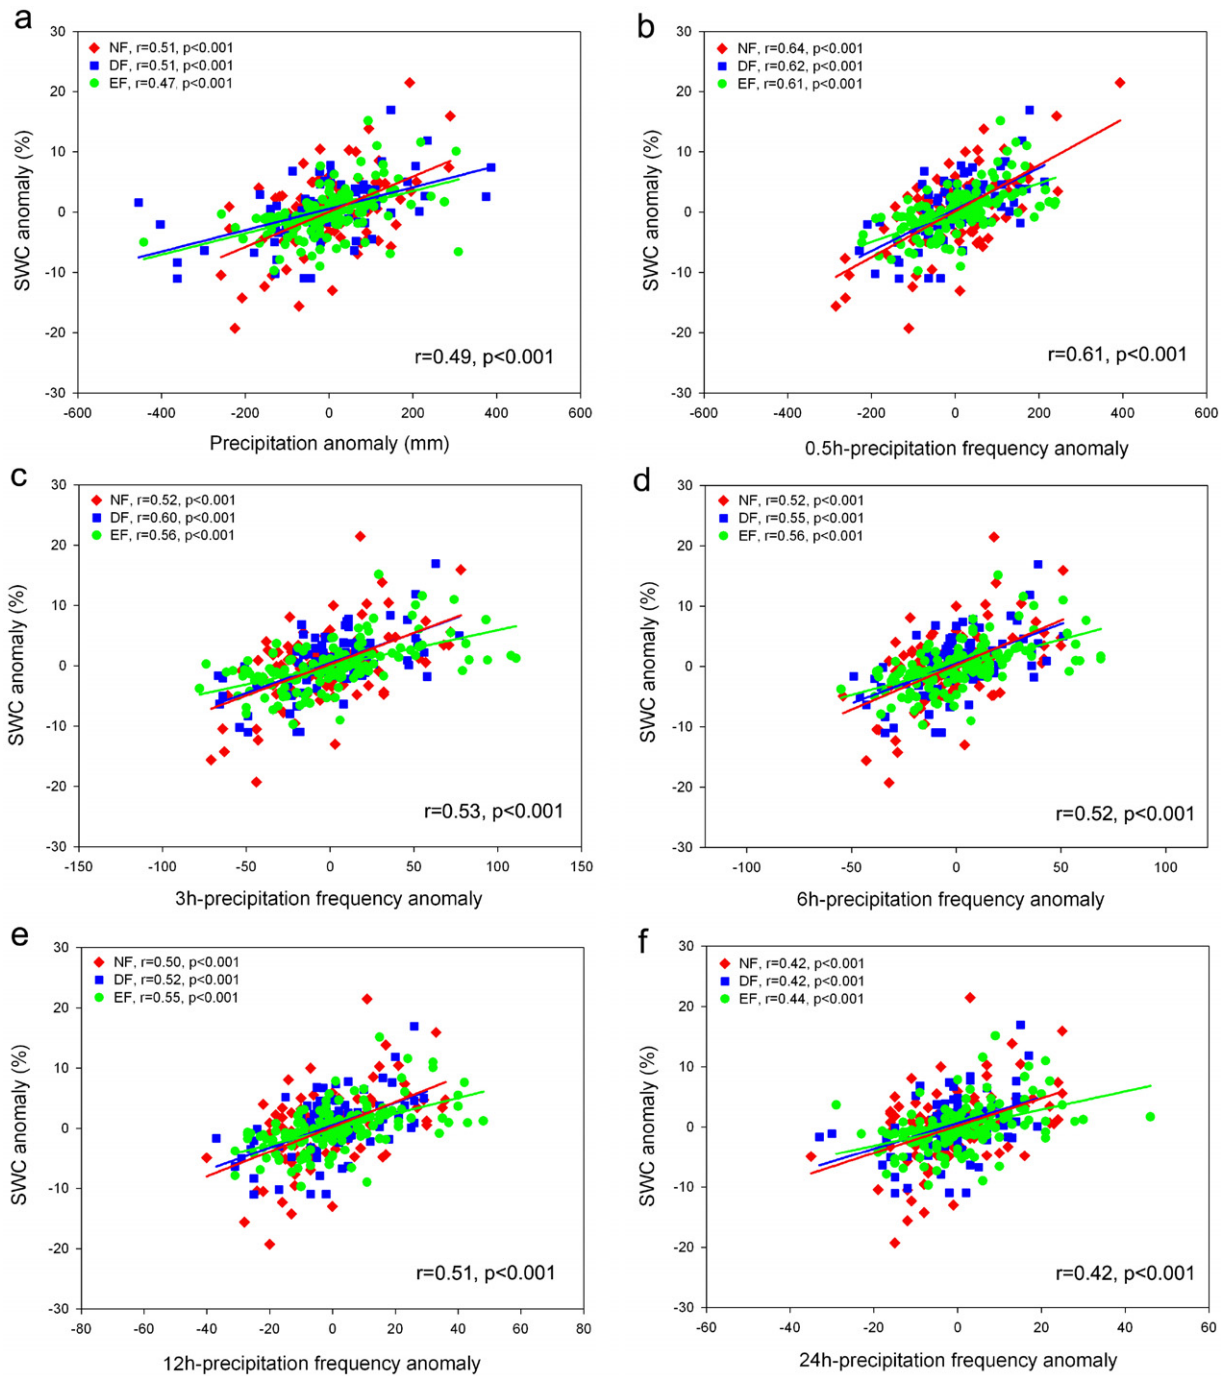 a
NF, r=0.51, p<0.001
DF, r=0.51, p<0.001
EF, r=0.47, p<0.001
SWC anomaly (%)
30
20
10
0
-10
-20
-30
r=0.49, p<0.001
-600 -400 -200 0 200 400 600
Precipitation anomaly (mm)
b
NF, r=0.64, p<0.001
DF, r=0.62, p<0.001
EF, r=0.61, p<0.001
SWC anomaly (%)
30
20
10
0
-10
-20
-30
r=0.61, p<0.001
-600 -400 -200 0 200 400 600
0.5h-precipitation frequency anomaly
c
NF, r=0.52, p<0.001
DF, r=0.60, p<0.001
EF, r=0.56, p<0.001
SWC anomaly (%)
30
20
10
0
-10
-20
-30
r=0.53, p<0.001
-150 -100 -50 0 50 100 150
3h-precipitation frequency anomaly
d
NF, r=0.52, p<0.001
DF, r=0.55, p<0.001
EF, r=0.56, p<0.001
SWC anomaly (%)
30
20
10
0
-10
-20
-30
r=0.52, p<0.001
-100 -50 0 50 100
6h-precipitation frequency anomaly
e
NF, r=0.50, p<0.001
DF, r=0.52, p<0.001
EF, r=0.55, p<0.001
SWC anomaly (%)
30
20
10
0
-10
-20
-30
r=0.51, p<0.001
-80 -60 -40 -20 0 20 40 60 80
12h-precipitation frequency anomaly
f
NF, r=0.42, p<0.001
DF, r=0.42, p<0.001
EF, r=0.44, p<0.001
SWC anomaly (%)
30
20
10
0
-10
-20
-30
r=0.42, p<0.001
-60 -40 -20 0 20 40 60
24h-precipitation frequency anomaly